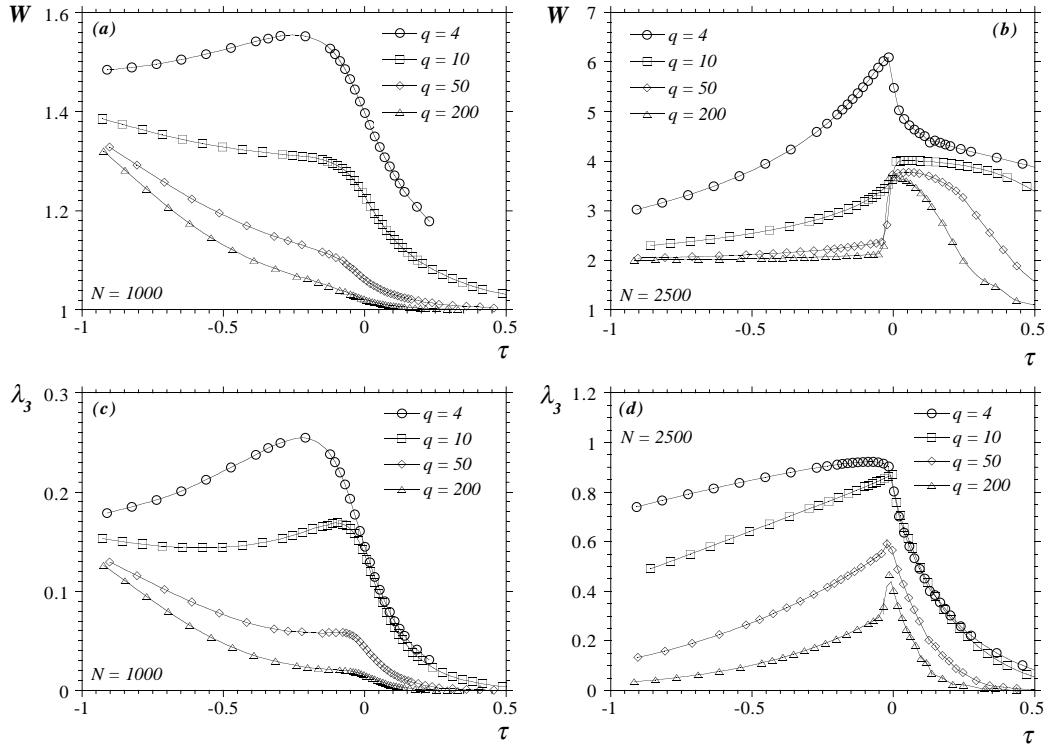 W
1.6
(a)
q = 4
q = 10
q = 50
q = 200
1.4
1.2
N = 1000
1
-1
-0.5
0
0.5
τ
W
7
(b)
q = 4
q = 10
q = 50
q = 200
6
5
4
3
2
N = 2500
1
-1
-0.5
0
0.5
τ
λ3
0.3
(c)
q = 4
q = 10
q = 50
q = 200
0.2
0.1
N = 1000
0
-1
-0.5
0
0.5
τ
λ3
1.2
(d)
N = 2500
q = 4
q = 10
q = 50
q = 200
1
0.8
0.6
0.4
0.2
0
-1
-0.5
0
0.5
τ